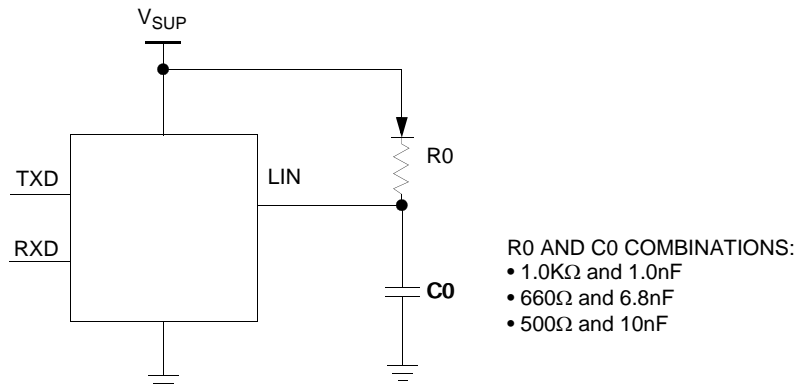 VSUP
TXD
RXD
LIN
R0
C0
R0 AND C0 COMBINATIONS:
• 1.0KΩ and 1.0nF
• 660Ω and 6.8nF
• 500Ω and 10nF